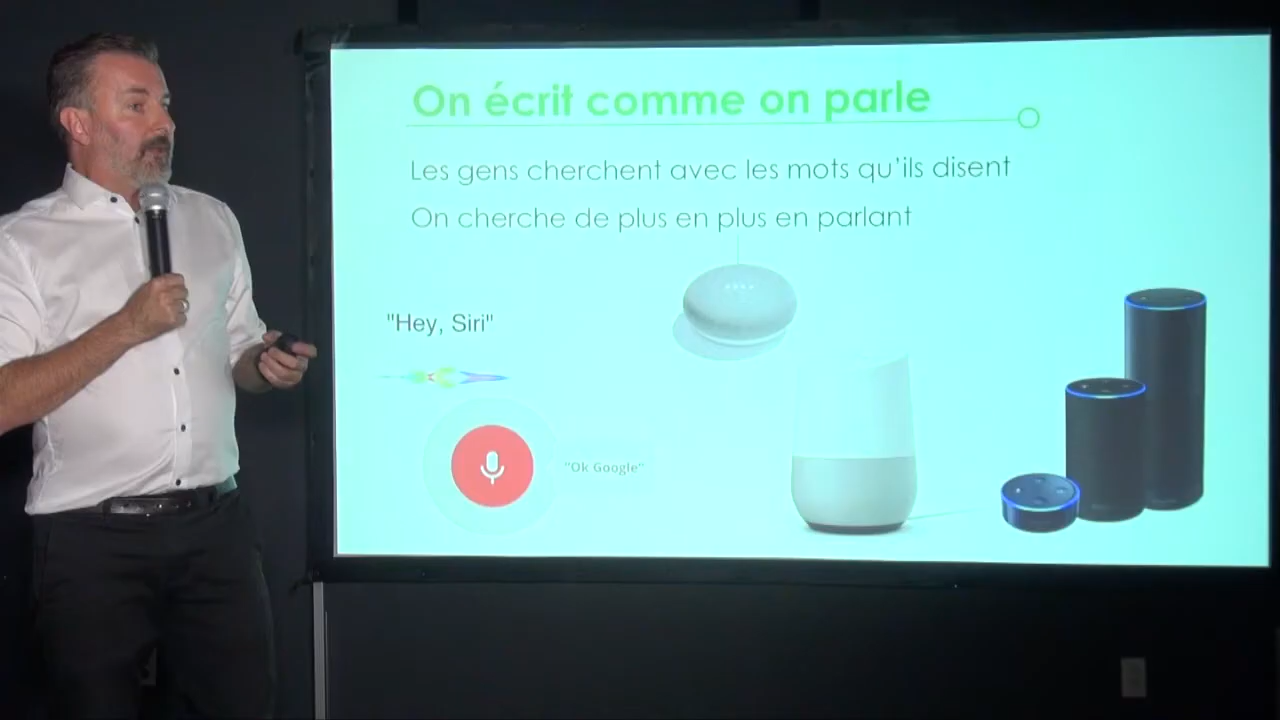 On écrit comme on parle
Les gens cherchent avec les mots qu'ils disent
On cherche de plus en plus en parlant
"Hey, Siri"
"Ok Google"